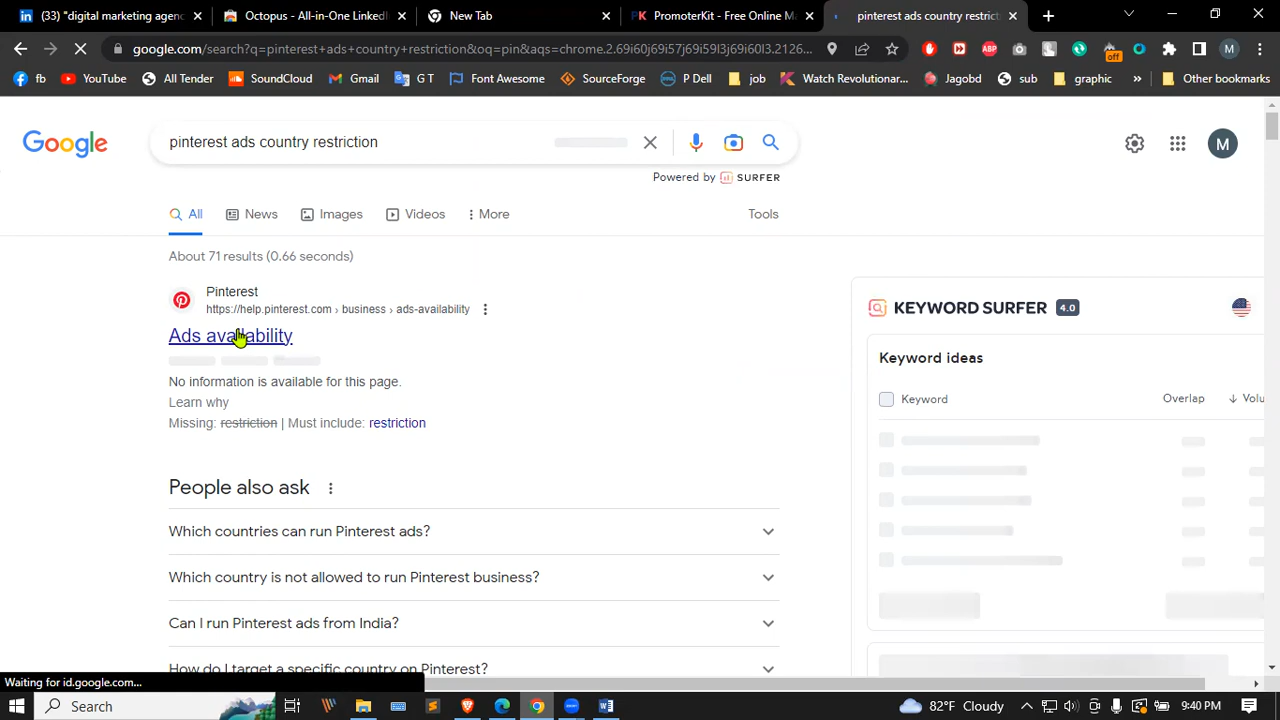 (33) "digital marketing agenc
Octopus - All-in-One LinkedI
New Tab
PK PromoterKit - Free Online M
pinterest ads country restrict
google.com/search?q=pinterest+ads+country+restriction&oq=pin&aqs=chrome.2.69i60j69i57j69i59l3j69i60l3.2126...
fb
YouTube
All Tender
SoundCloud
Gmail
G T
Font Awesome
SourceForge
P Dell
job
Watch Revolutionar...
Jagobd
sub
graphic
»
Other bookmarks
Google
pinterest ads country restriction
M
Powered by SURFER
All
News
Images
Videos
More
Tools
About 71 results (0.66 seconds)
Pinterest
https://help.pinterest.com › business › ads-availability
Ads availability
No information is available for this page.
Learn why
Missing: restriction | Must include: restriction
KEYWORD SURFER 4.0
Keyword ideas
Keyword Overlap ↓ Volu
People also ask
Which countries can run Pinterest ads?
Which country is not allowed to run Pinterest business?
Can I run Pinterest ads from India?
How do I target a specific country on Pinterest?
Waiting for id.google.com...
Search
82°F Cloudy
9:40 PM